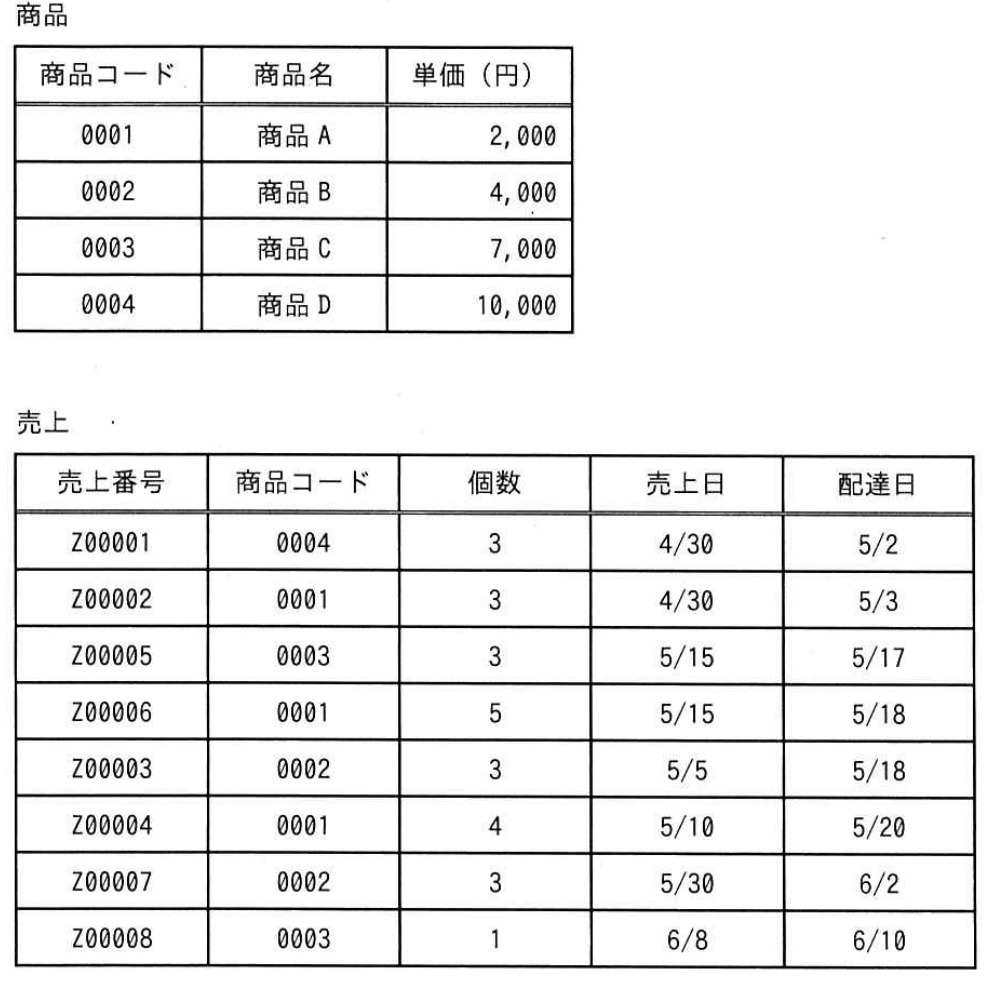 商品
商品コード 商品名 単価（円）
0001 商品 A 2,000
0002 商品 B 4,000
0003 商品 C 7,000
0004 商品 D 10,000
売上
売上番号 商品コード 個数 売上日 配達日
Z00001 0004 3 4/30 5/2
Z00002 0001 3 4/30 5/3
Z00005 0003 3 5/15 5/17
Z00006 0001 5 5/15 5/18
Z00003 0002 3 5/5 5/18
Z00004 0001 4 5/10 5/20
Z00007 0002 3 5/30 6/2
Z00008 0003 1 6/8 6/10